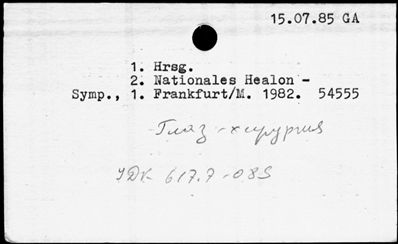 15.07.85 GA
1. Hrsg.
2. Nationales Healon -
Symp., 1. Frankfurt/M. 1982. 54555
Глаз - хирургия
УДК 617.7-089